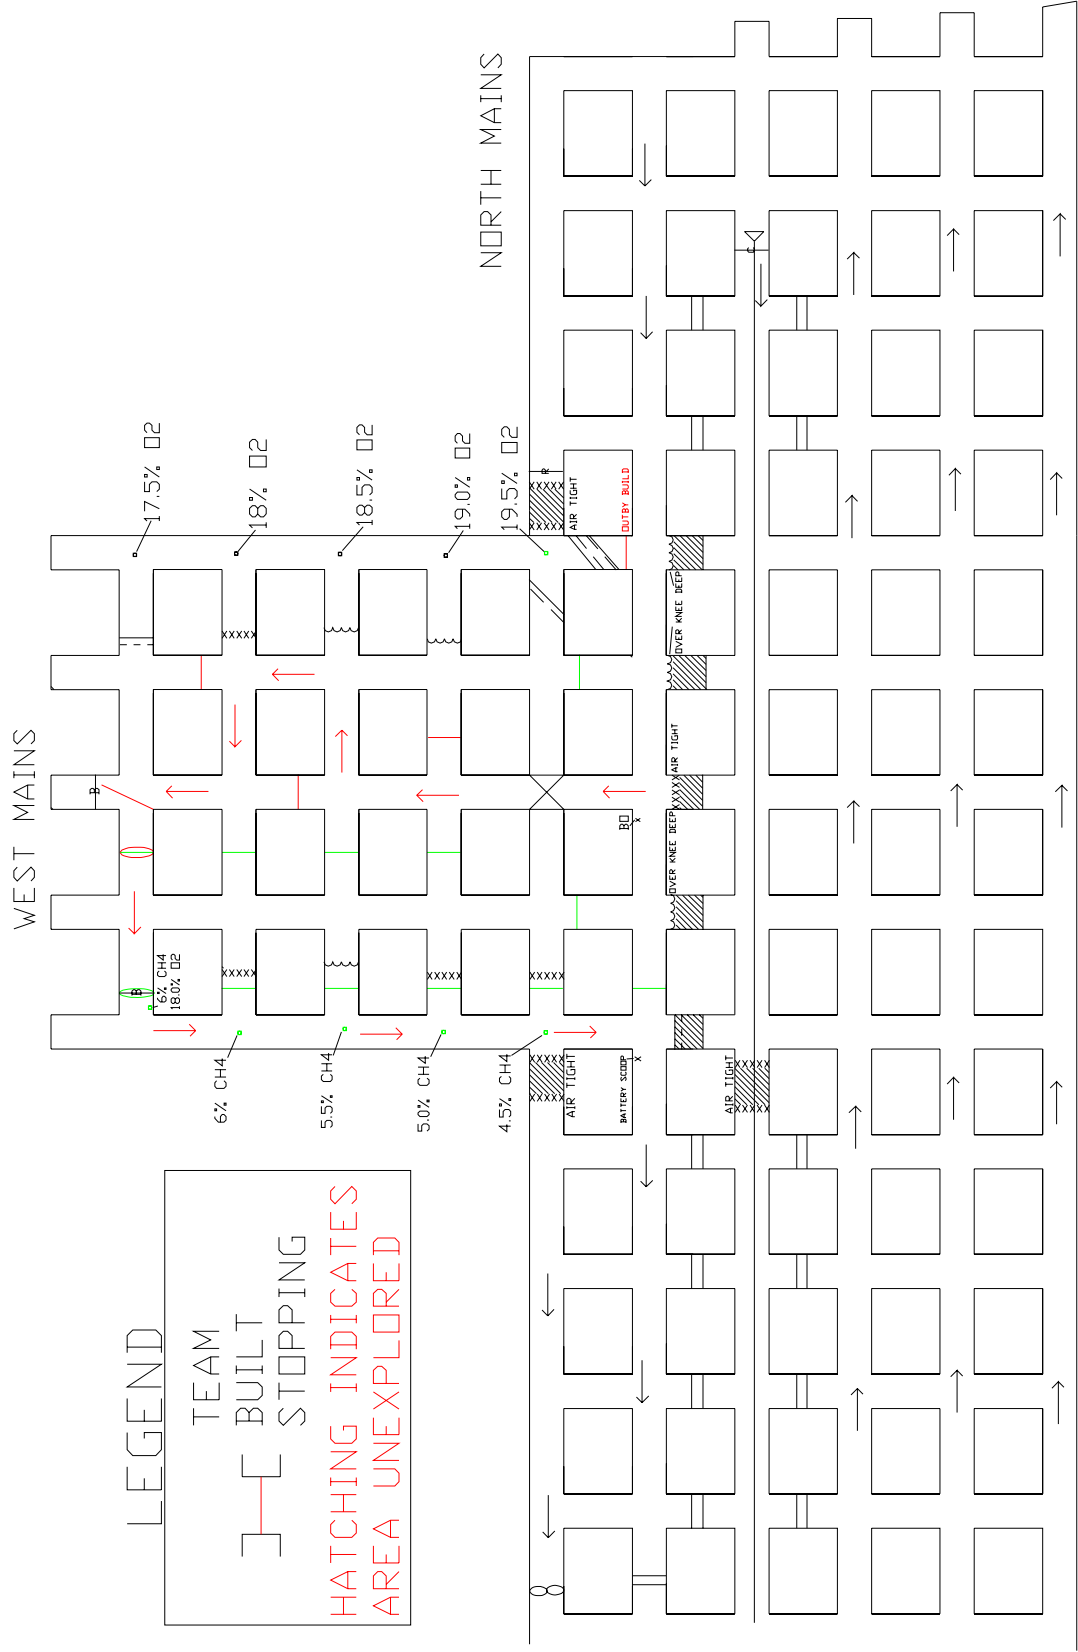 WEST MAINS
NORTH MAINS
17.5% O2
18% O2
18.5% O2
19.0% O2
19.5% O2
R
AIR TIGHT
OUTBY BUILD
OVER KNEE DEEP
AIR TIGHT
OVER KNEE DEEP
BO
x
B
B
6% CH4
18.0% O2
6% CH4
5.5% CH4
5.0% CH4
4.5% CH4
AIR TIGHT
BATTERY SCOOP
x
AIR TIGHT
C
LEGEND
TEAM
BUILT
STOPPING
HATCHING INDICATES
AREA UNEXPLORED